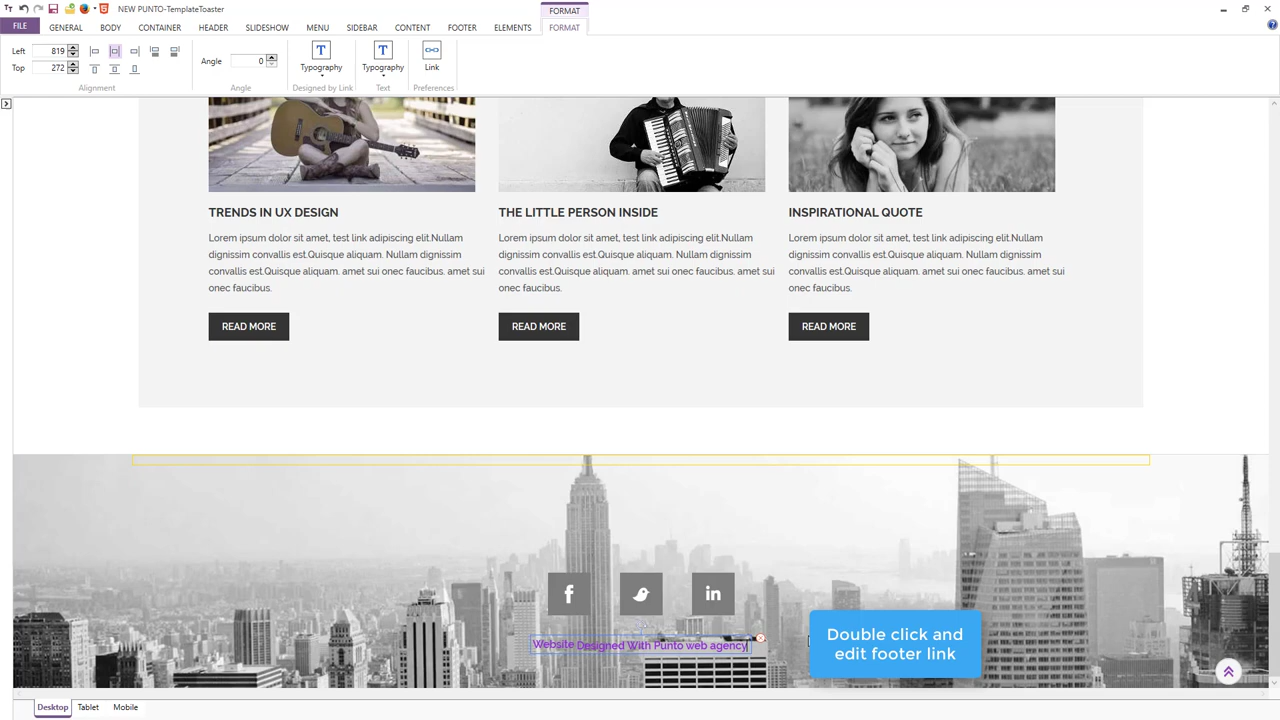 NEW PUNTO-TemplateToaster
FORMAT
FILE GENERAL BODY CONTAINER HEADER SLIDESHOW MENU SIDEBAR CONTENT FOOTER ELEMENTS FORMAT
Left 819
Top 272
Alignment
Angle 0
Angle
Typography
Designed by Link
Typography
Text
Link
Preferences
TRENDS IN UX DESIGN
Lorem ipsum dolor sit amet, test link adipiscing elit.Nullam
dignissim convallis est.Quisque aliquam. Nullam dignissim
convallis est.Quisque aliquam. amet sui onec faucibus. amet sui
onec faucibus.
READ MORE
THE LITTLE PERSON INSIDE
Lorem ipsum dolor sit amet, test link adipiscing elit.Nullam
dignissim convallis est.Quisque aliquam. Nullam dignissim
convallis est.Quisque aliquam. amet sui onec faucibus. amet sui
onec faucibus.
READ MORE
INSPIRATIONAL QUOTE
Lorem ipsum dolor sit amet, test link adipiscing elit.Nullam
dignissim convallis est.Quisque aliquam. Nullam dignissim
convallis est.Quisque aliquam. amet sui onec faucibus. amet sui
onec faucibus.
READ MORE
Website Designed With Punto web agency
Double click and
edit footer link
Desktop Tablet Mobile